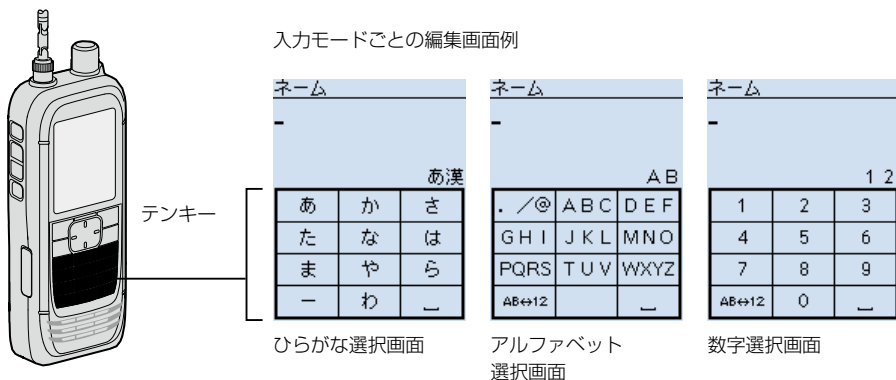 入力モードごとの編集画面例
テンキー
ネーム
あ漢
あ か さ
た な は
ま や ら
ー わ ␣
ひらがな選択画面
ネーム
AB
. ／@ ABC DEF
GHI JKL MNO
PQRS TUV WXYZ
AB↔12 ␣
アルファベット
選択画面
ネーム
12
1 2 3
4 5 6
7 8 9
AB↔12 0 ␣
数字選択画面